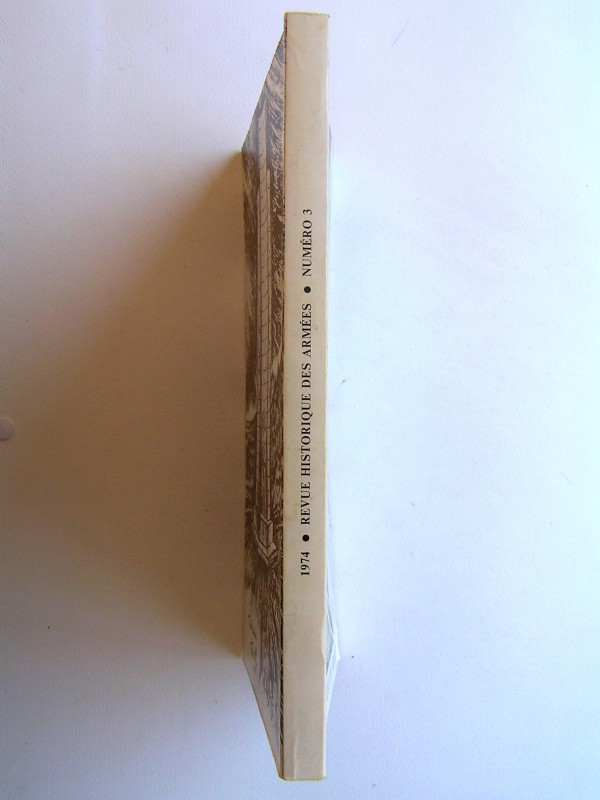 1974 ● REVUE HISTORIQUE DES ARMÉES ● NUMÉRO 3